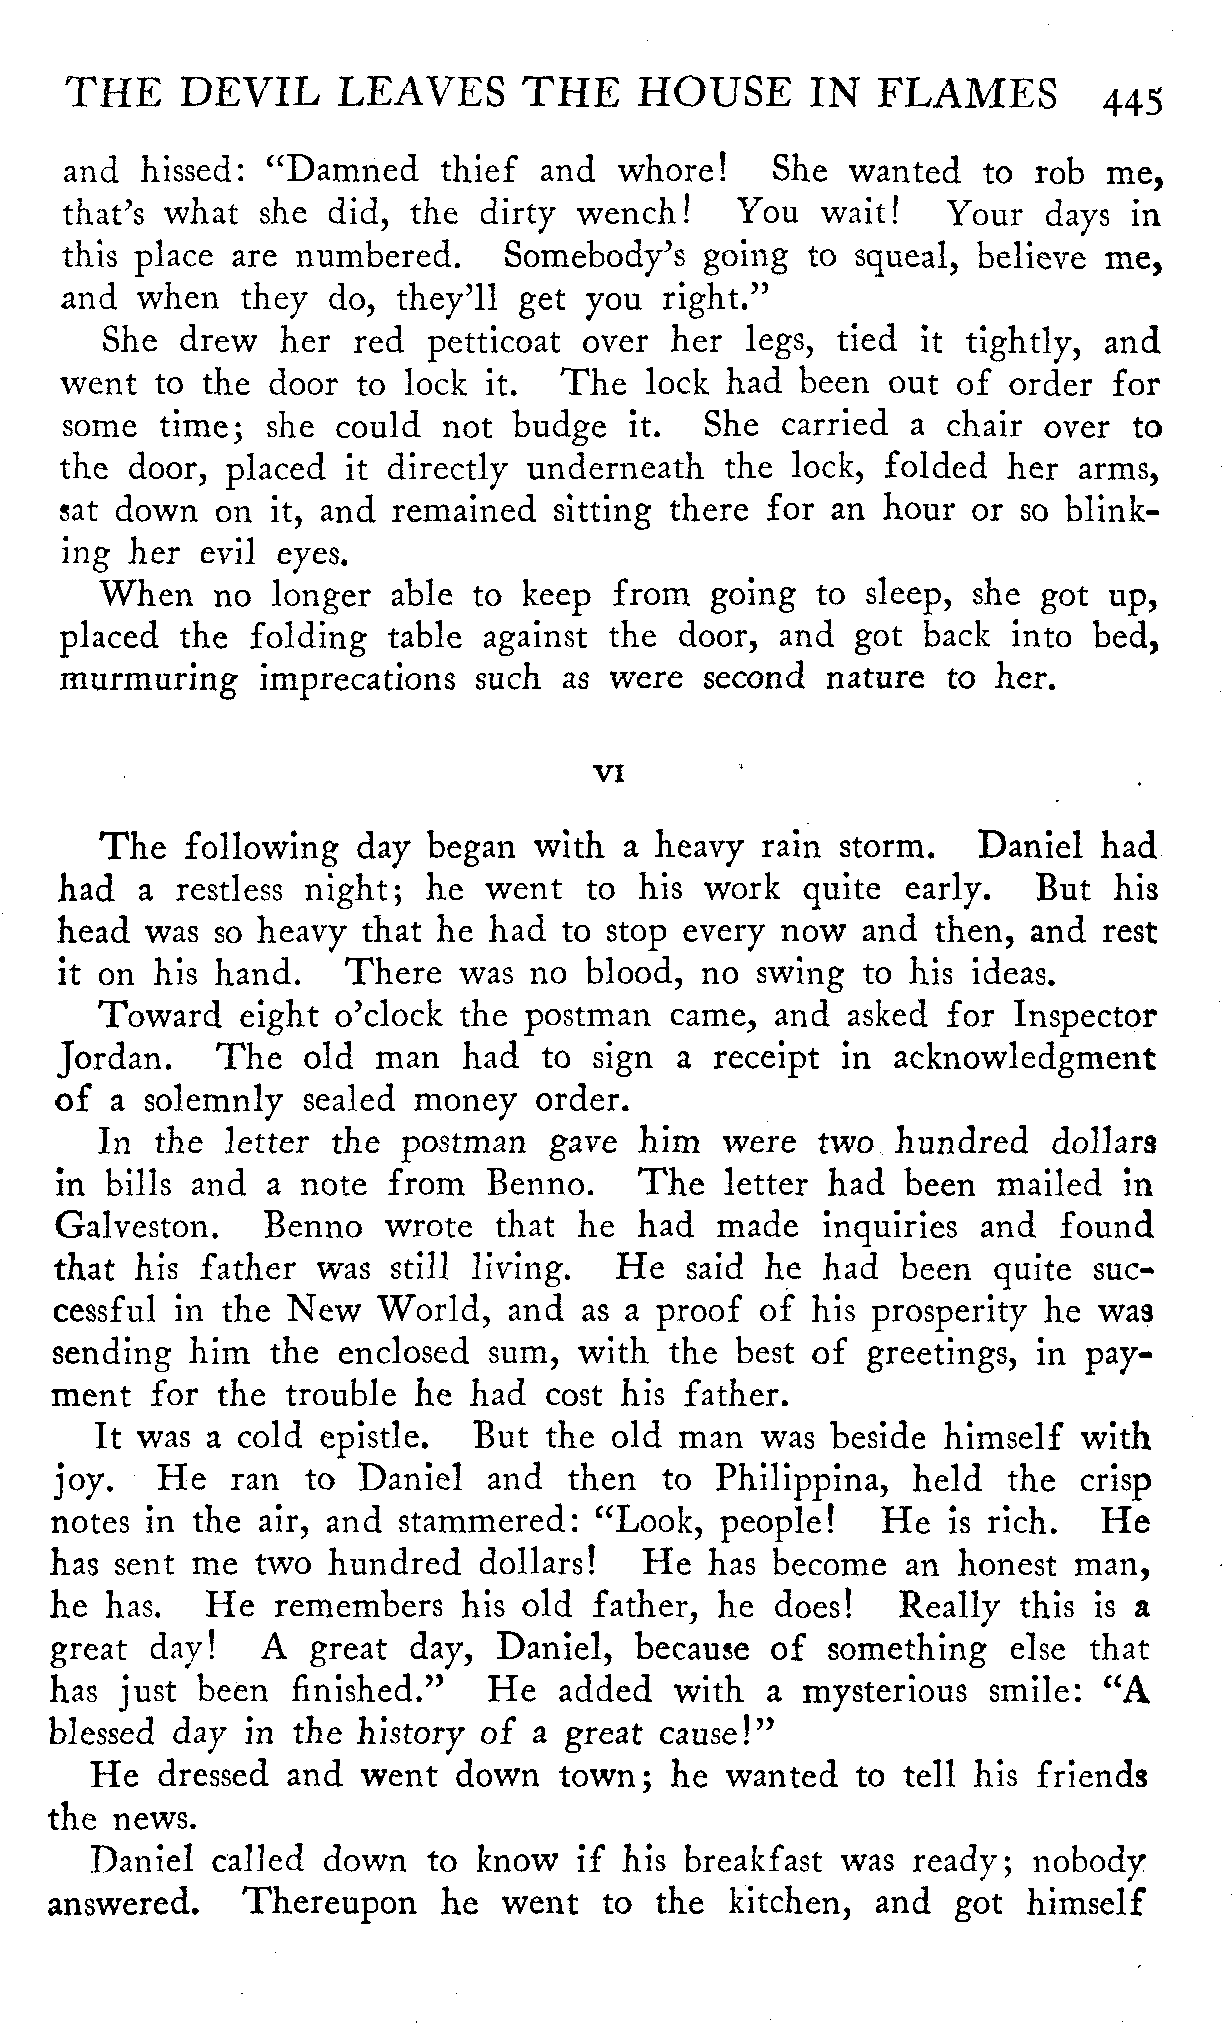 THE DEVIL LEAVES THE HOUSE IN FLAMES 445
and hissed: “Damned thief and whore! She wanted to rob me,
that’s what she did, the dirty wench! You wait! Your days in
this place are numbered. Somebody’s going to squeal, believe me,
and when they do, they’ll get you right.”
She drew her red petticoat over her legs, tied it tightly, and
went to the door to lock it. The lock had been out of order for
some time; she could not budge it. She carried a chair over to
the door, placed it directly underneath the lock, folded her arms,
sat down on it, and remained sitting there for an hour or so blink-
ing her evil eyes.
When no longer able to keep from going to sleep, she got up,
placed the folding table against the door, and got back into bed,
murmuring imprecations such as were second nature to her.
VI
The following day began with a heavy rain storm. Daniel had
had a restless night; he went to his work quite early. But his
head was so heavy that he had to stop every now and then, and rest
it on his hand. There was no blood, no swing to his ideas.
Toward eight o’clock the postman came, and asked for Inspector
Jordan. The old man had to sign a receipt in acknowledgment
of a solemnly sealed money order.
In the letter the postman gave him were two hundred dollars
in bills and a note from Benno. The letter had been mailed in
Galveston. Benno wrote that he had made inquiries and found
that his father was still living. He said he had been quite suc-
cessful in the New World, and as a proof of his prosperity he was
sending him the enclosed sum, with the best of greetings, in pay-
ment for the trouble he had cost his father.
It was a cold epistle. But the old man was beside himself with
joy. He ran to Daniel and then to Philippina, held the crisp
notes in the air, and stammered: “Look, people! He is rich. He
has sent me two hundred dollars! He has become an honest man,
he has. He remembers his old father, he does! Really this is a
great day! A great day, Daniel, because of something else that
has just been finished.” He added with a mysterious smile: “A
blessed day in the history of a great cause!”
He dressed and went down town; he wanted to tell his friends
the news.
Daniel called down to know if his breakfast was ready; nobody
answered. Thereupon he went to the kitchen, and got himself